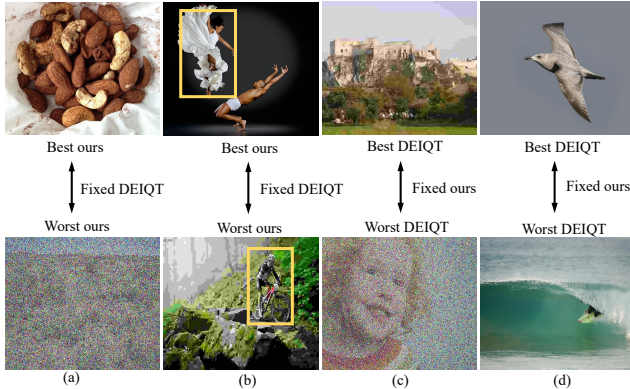 Best ours
Best ours
Best DEIQT
Best DEIQT
Fixed DEIQT
Fixed DEIQT
Fixed ours
Fixed ours
Worst ours
Worst ours
Worst DEIQT
Worst DEIQT
(a)
(b)
(c)
(d)